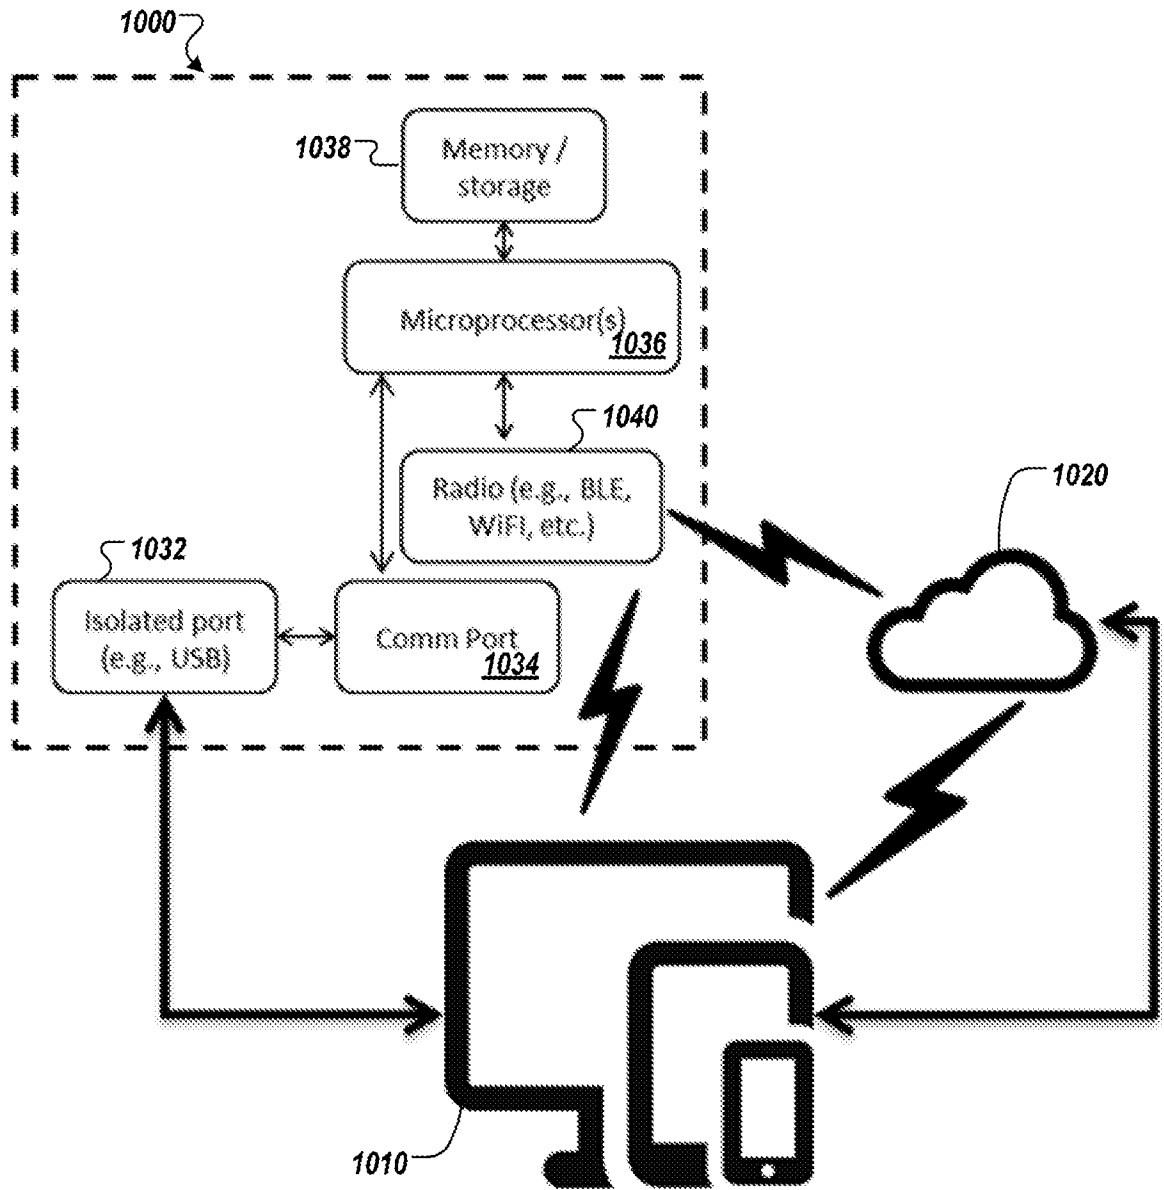 1000
1038
Memory /
storage
Microprocessor(s)
1036
1040
Radio (e.g., BLE,
WiFI, etc.)
1020
1032
Isolated port
(e.g., USB)
Comm Port
1034
1010